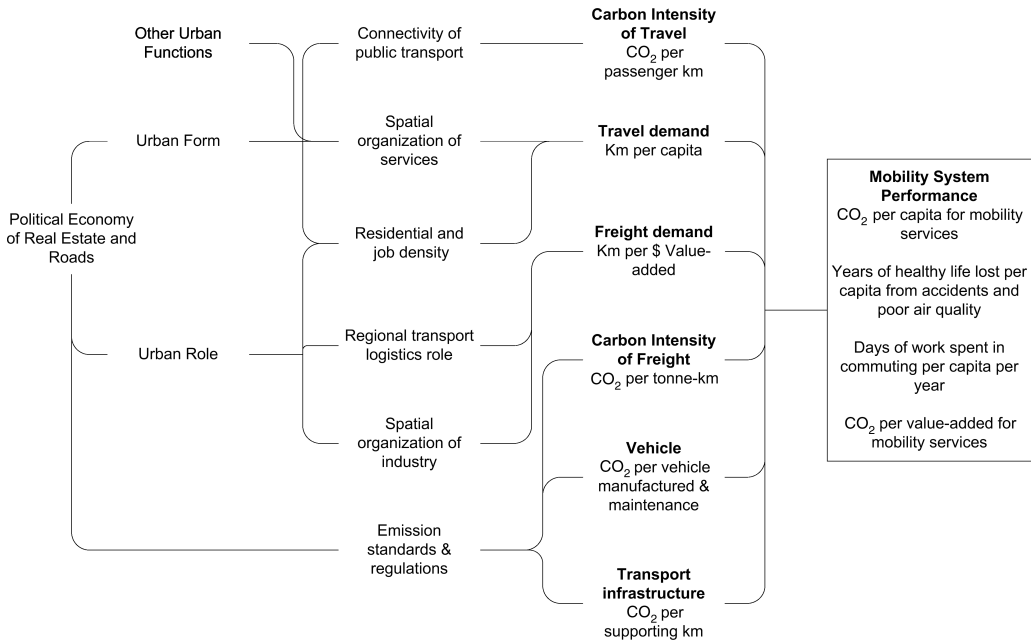 Political Economy
of Real Estate and
Roads
Other Urban
Functions
Urban Form
Urban Role
Connectivity of
public transport
Spatial
organization of
services
Residential and
job density
Regional transport
logistics role
Spatial
organization of
industry
Emission
standards &
regulations
Carbon Intensity
of Travel
CO₂ per
passenger km
Travel demand
Km per capita
Freight demand
Km per $ Value-
added
Carbon Intensity
of Freight
CO₂ per tonne-km
Vehicle
CO₂ per vehicle
manufactured &
maintenance
Transport
infrastructure
CO₂ per
supporting km
Mobility System
Performance
CO₂ per capita for mobility
services
Years of healthy life lost per
capita from accidents and
poor air quality
Days of work spent in
commuting per capita per
year
CO₂ per value-added for
mobility services